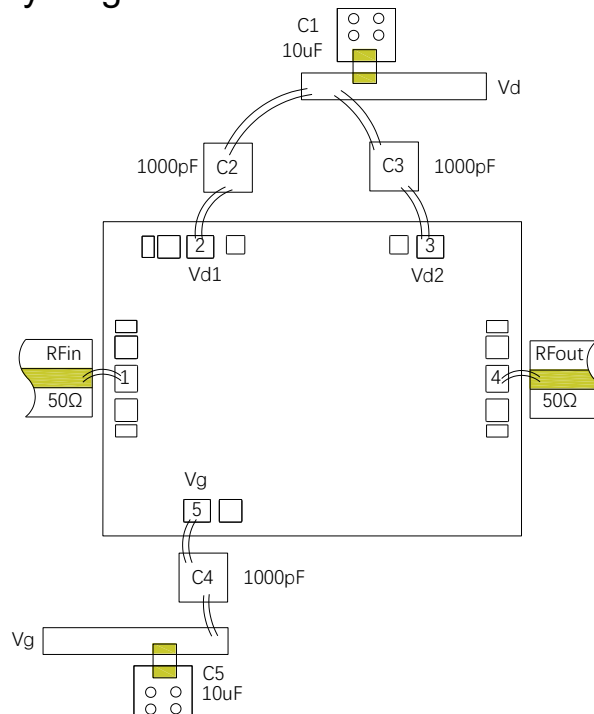 C1
10uF
Vd
1000pF
C2
C3
1000pF
2
3
Vd1
Vd2
RFin
RFout
1
4
50Ω
50Ω
Vg
5
C4
1000pF
Vg
C5
10uF